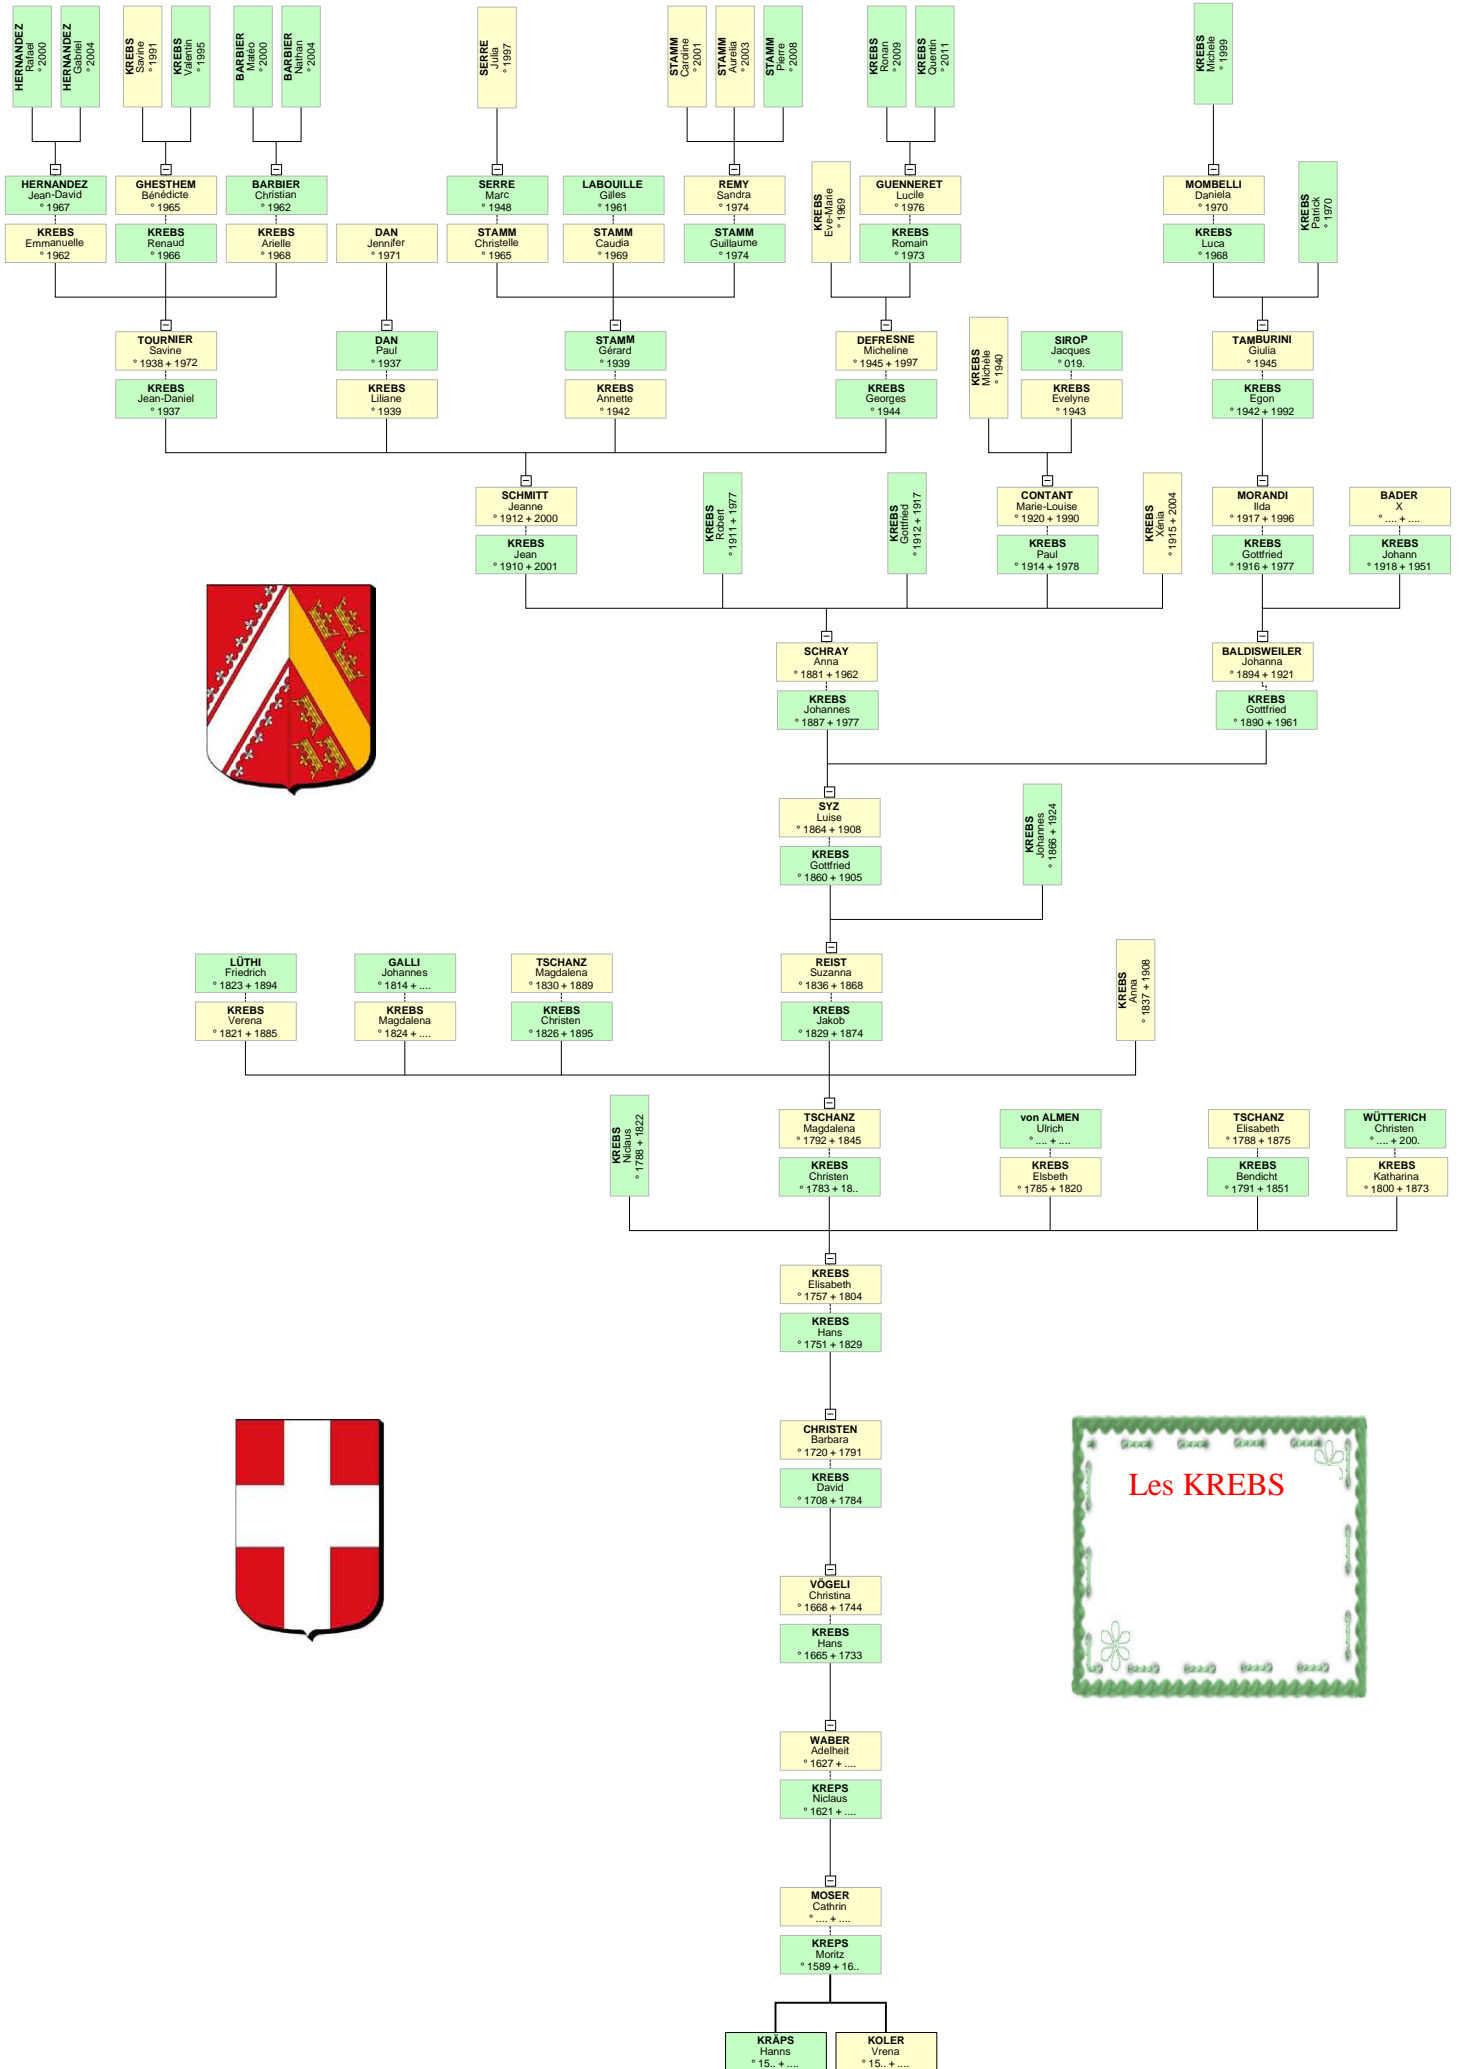 HERNANDEZ
Rafael
° 2000
HERNANDEZ
Gabriel
° 2004
KREBS
Savine
° 1991
KREBS
Valentin
° 1995
BARBIER
Matéo
° 2000
BARBIER
Nathan
° 2004
SERRE
Julia
° 1997
STAMM
Caroline
° 2001
STAMM
Aurelia
° 2003
STAMM
Pierre
° 2008
KREBS
Ronan
° 2009
KREBS
Quentin
° 2011
KREBS
Michele
° 1999
HERNANDEZ
Jean-David
° 1967
KREBS
Emmanuelle
° 1962
GHESTHEM
Bénédicte
° 1965
KREBS
Renaud
° 1966
BARBIER
Christian
° 1962
KREBS
Arielle
° 1968
DAN
Jennifer
° 1971
SERRE
Marc
° 1948
STAMM
Christelle
° 1965
LABOUILLE
Gilles
° 1961
STAMM
Caudia
° 1969
REMY
Sandra
° 1974
STAMM
Guillaume
° 1974
KREBS
Eve-Marie
° 1969
GUENNERET
Lucile
° 1976
KREBS
Romain
° 1973
MOMBELLI
Daniela
° 1970
KREBS
Luca
° 1968
KREBS
Patrick
° 1970
TOURNIER
Savine
° 1938 + 1972
KREBS
Jean-Daniel
° 1937
DAN
Paul
° 1937
KREBS
Liliane
° 1939
STAMM
Gérard
° 1939
KREBS
Annette
° 1942
DEFRESNE
Micheline
° 1945 + 1997
KREBS
Georges
° 1944
KREBS
Michèle
° 1940
SIROP
Jacques
° 019.
KREBS
Evelyne
° 1943
TAMBURINI
Giulia
° 1945
KREBS
Egon
° 1942 + 1992
SCHMITT
Jeanne
° 1912 + 2000
KREBS
Jean
° 1910 + 2001
KREBS
Robert
° 1911 + 1977
KREBS
Gottfried
° 1912 + 1917
CONTANT
Marie-Louise
° 1920 + 1990
KREBS
Paul
° 1914 + 1978
KREBS
Xénia
° 1915 + 2004
MORANDI
Ilda
° 1917 + 1996
KREBS
Gottfried
° 1916 + 1977
BADER
X
° .... + ....
KREBS
Johann
° 1918 + 1951
SCHRAY
Anna
° 1881 + 1962
KREBS
Johannes
° 1887 + 1977
BALDISWEILER
Johanna
° 1894 + 1921
KREBS
Gottfried
° 1890 + 1961
SYZ
Luise
° 1864 + 1908
KREBS
Gottfried
° 1860 + 1905
KREBS
Johannes
° 1866 + 1924
LÜTHI
Friedrich
° 1823 + 1894
KREBS
Verena
° 1821 + 1885
GALLI
Johannes
° 1814 + ....
KREBS
Magdalena
° 1824 + ....
TSCHANZ
Magdalena
° 1830 + 1889
KREBS
Christen
° 1826 + 1895
REIST
Suzanna
° 1836 + 1868
KREBS
Jakob
° 1829 + 1874
KREBS
Anna
° 1837 + 1908
KREBS
Niclaus
° 1788 + 1822
TSCHANZ
Magdalena
° 1792 + 1845
KREBS
Christen
° 1783 + 18..
von ALMEN
Ulrich
° .... + ....
KREBS
Elsbeth
° 1785 + 1820
TSCHANZ
Elisabeth
° 1788 + 1875
KREBS
Bendicht
° 1791 + 1851
WÜTTERICH
Christen
° .... + 200.
KREBS
Katharina
° 1800 + 1873
KREBS
Elisabeth
° 1757 + 1804
KREBS
Hans
° 1751 + 1829
CHRISTEN
Barbara
° 1720 + 1791
KREBS
David
° 1708 + 1784
Les KREBS
VÖGELI
Christina
° 1668 + 1744
KREBS
Hans
° 1665 + 1733
WABER
Adelheit
° 1627 + ....
KREPS
Niclaus
° 1621 + ....
MOSER
Cathrin
° .... + ....
KREPS
Moritz
° 1589 + 16..
KRÄPS
Hanns
° 15.. + ....
KOLER
Vrena
° 15.. + ....